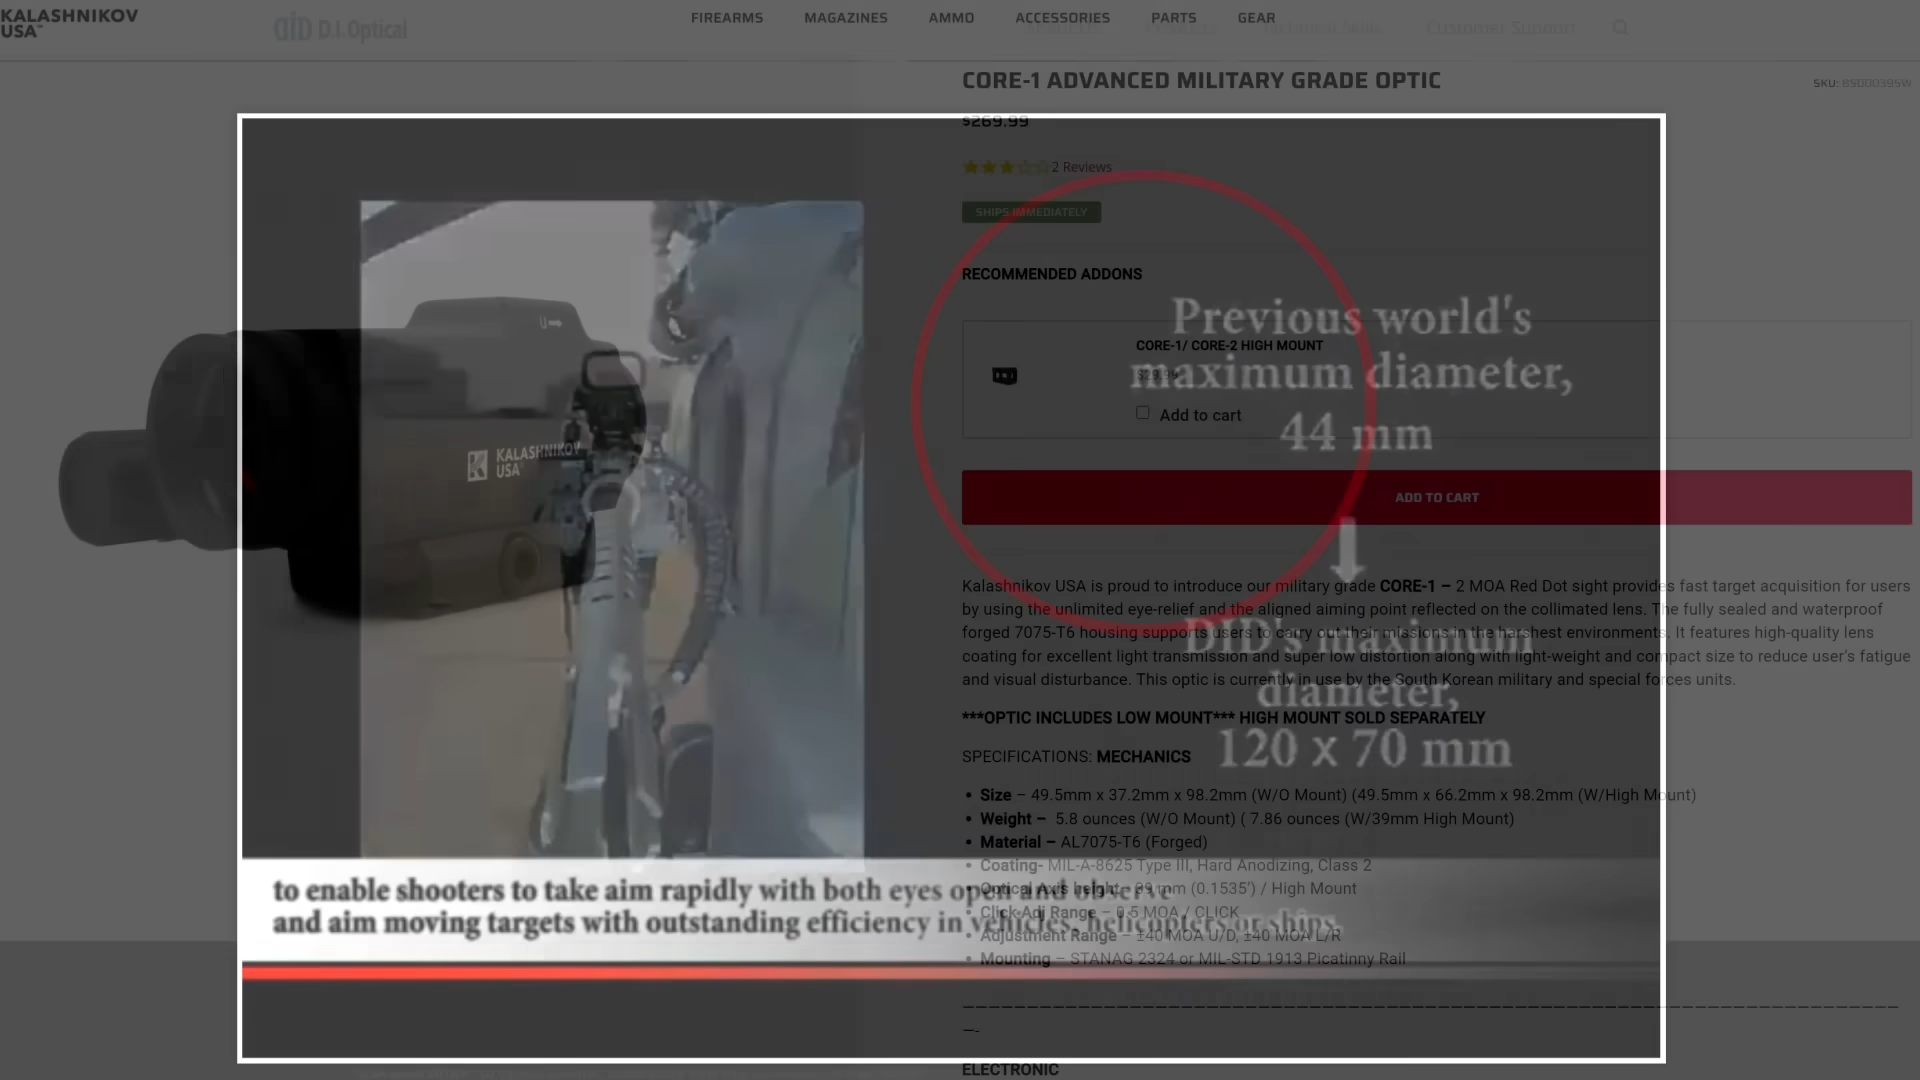 KALASHNIKOV
USA
D.I.Optical
FIREARMS
MAGAZINES
AMMO
ACCESSORIES
PARTS
GEAR
Products
Technical Skills
Customer Support
CORE-1 ADVANCED MILITARY GRADE OPTIC
SKU: 85D00395W
$269.99
2 Reviews
SHIPS IMMEDIATELY
RECOMMENDED ADDONS
CORE-1/ CORE-2 HIGH MOUNT
Add to cart
Previous world's
maximum diameter,
44 mm
KALASHNIKOV
USA
ADD TO CART
Kalashnikov USA is proud to introduce our military grade CORE-1 – 2 MOA Red Dot sight provides fast target acquisition for users
by using the unlimited eye-relief and the aligned aiming point reflected on the collimated lens. The fully sealed and waterproof
forged 7075-T6 housing supports users to carry out their missions in the harshest environments. It features high-quality lens
coating for excellent light transmission and super low distortion along with light-weight and compact size to reduce user's fatigue
and visual disturbance. This optic is currently in use by the South Korean military and special forces units.
DID's maximum
diameter,
120 x 70 mm
***OPTIC INCLUDES LOW MOUNT*** HIGH MOUNT SOLD SEPARATELY
SPECIFICATIONS: MECHANICS
• Size – 49.5mm x 37.2mm x 98.2mm (W/O Mount) (49.5mm x 66.2mm x 98.2mm (W/High Mount)
• Weight – 5.8 ounces (W/O Mount) ( 7.86 ounces (W/39mm High Mount)
• Material – AL7075-T6 (Forged)
• Coating- MIL-A-8625 Type III, Hard Anodizing, Class 2
• Optical Axis height – 39 mm (0.1535') / High Mount
• Click Adj Range – 0.5 MOA / CLICK
• Adjustment Range – ±40 MOA U/D, ±40 MOA L/R
• Mounting – STANAG 2324 or MIL-STD 1913 Picatinny Rail
to enable shooters to take aim rapidly with both eyes open and observe
and aim moving targets with outstanding efficiency in vehicles, helicopters or ships.
ELECTRONIC